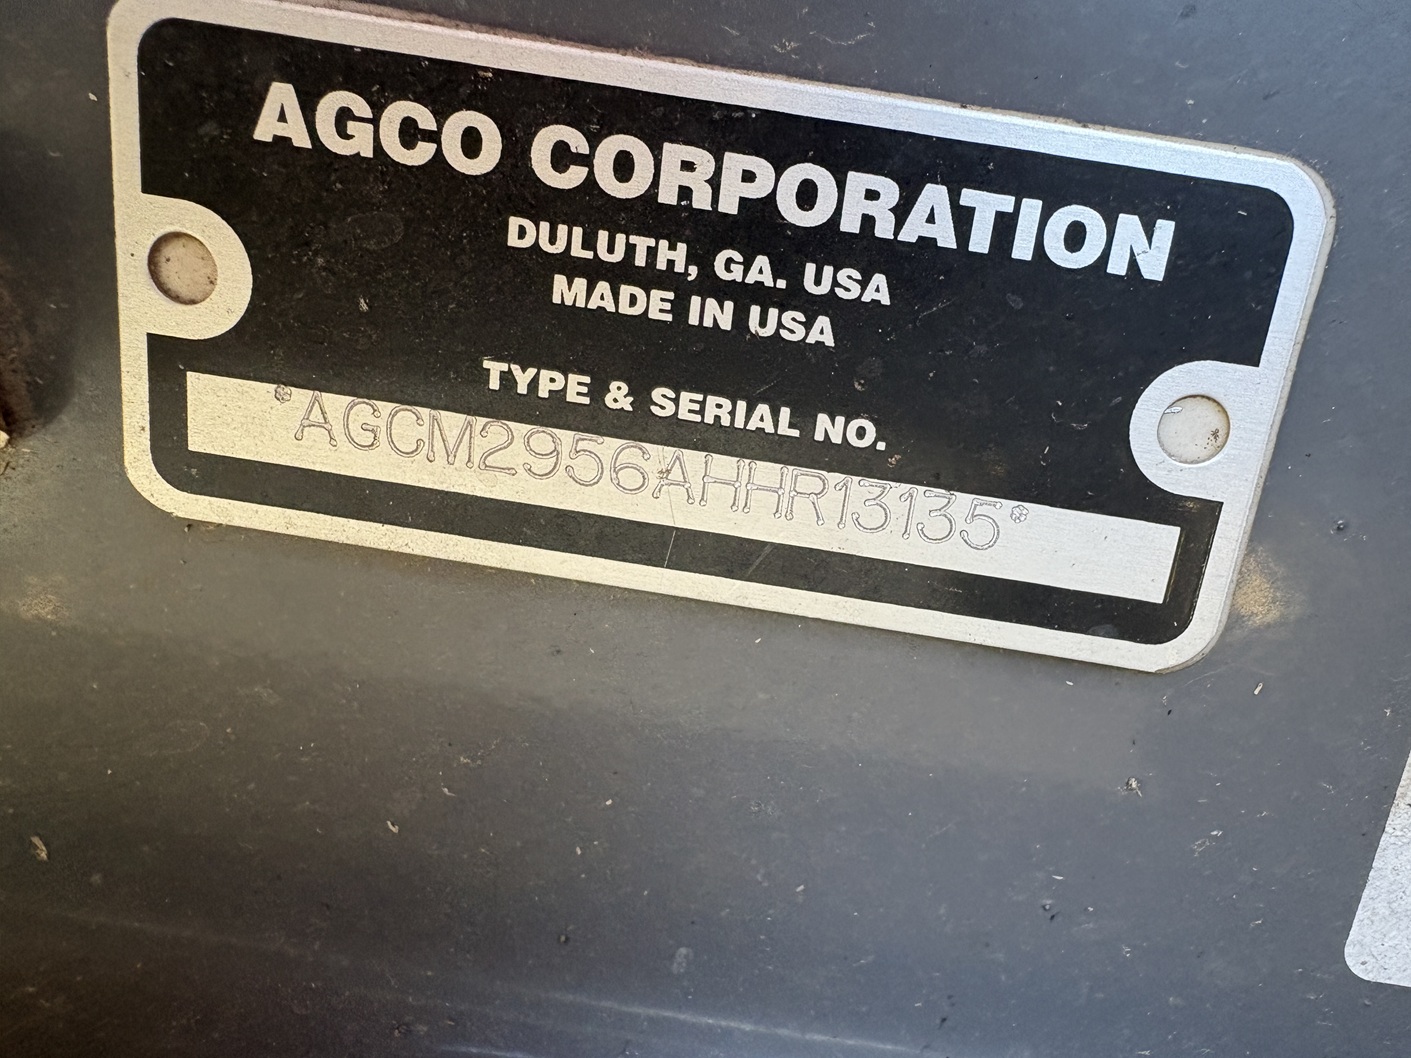 AGCO CORPORATION
DULUTH, GA. USA
MADE IN USA
TYPE & SERIAL NO.
*AGCM2956AHHR13135*